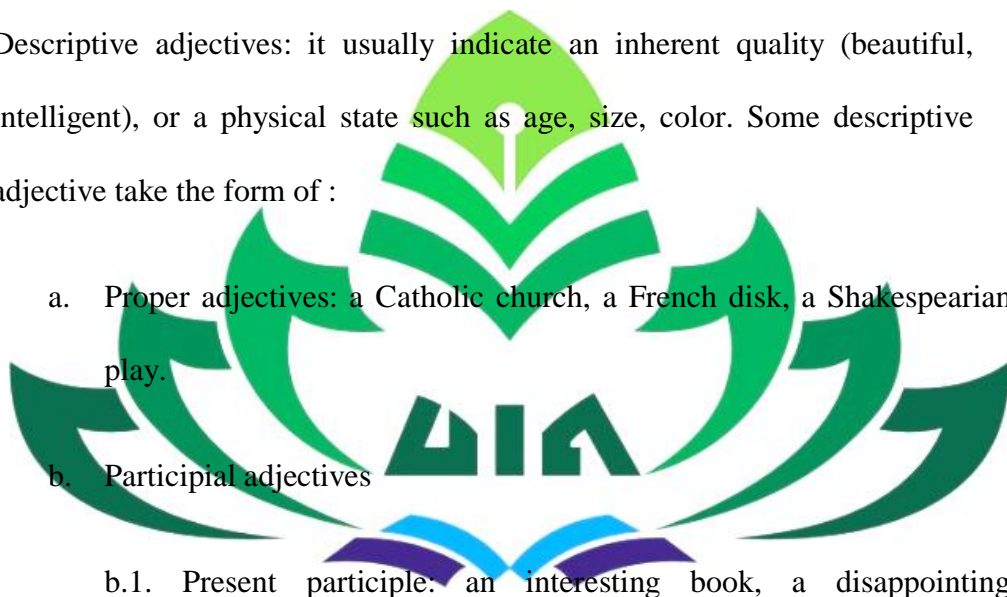 Descriptive adjectives: it usually indicate an inherent quality (beautiful,
intelligent), or a physical state such as age, size, color. Some descriptive
adjective take the form of :
a. Proper adjectives: a Catholic church, a French disk, a Shakespearian
play.
UIN
b. Participial adjectives
b.1. Present participle: an interesting book, a disappointing